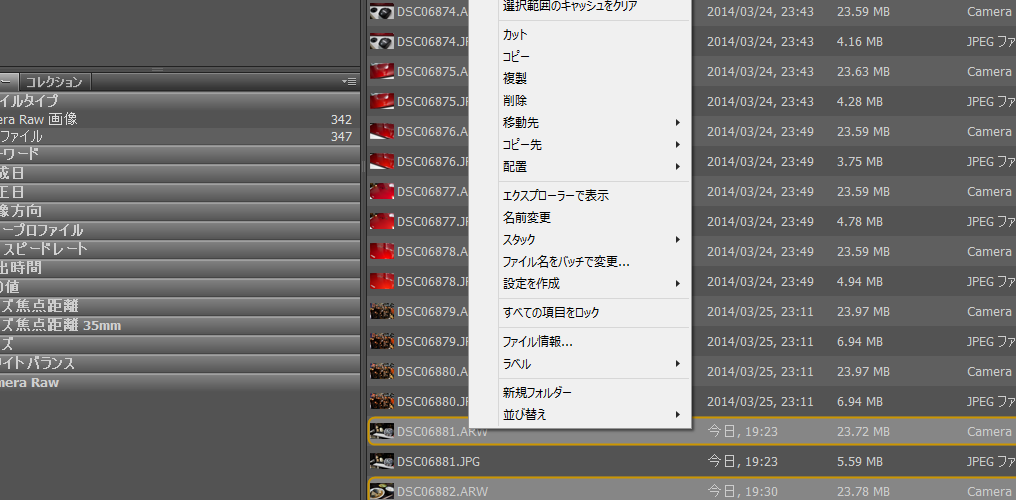 コレクション
イルタイプ
era Raw 画像 342
ファイル 347
ーワード
成日
正日
像方向
ープロファイル
スピードレート
出時間
0値
ズ焦点距離
ズ焦点距離 35mm
ズ
ワイトバランス
mera Raw
選択範囲のキャッシュをクリア
カット
コピー
複製
削除
移動先
コピー先
配置
エクスプローラーで表示
名前変更
スタック
ファイル名をバッチで変更...
設定を作成
すべての項目をロック
ファイル情報...
ラベル
新規フォルダー
並び替え
DSC06874.A 2014/03/24, 23:43 23.59 MB Camera
DSC06874.JF 2014/03/24, 23:43 4.16 MB JPEG ファ
DSC06875.A 2014/03/24, 23:43 23.63 MB Camera
DSC06875.JF 2014/03/24, 23:43 4.28 MB JPEG ファ
DSC06876.A 2014/03/24, 23:49 23.59 MB Camera
DSC06876.JF 2014/03/24, 23:49 3.75 MB JPEG ファ
DSC06877.A 2014/03/24, 23:49 23.59 MB Camera
DSC06877.JF 2014/03/24, 23:49 4.78 MB JPEG ファ
DSC06878.A 2014/03/24, 23:49 23.59 MB Camera
DSC06878.JF 2014/03/24, 23:49 4.94 MB JPEG ファ
DSC06879.A 2014/03/25, 23:11 23.97 MB Camera
DSC06879.JF 2014/03/25, 23:11 6.94 MB JPEG ファ
DSC06880.A 2014/03/25, 23:11 23.97 MB Camera
DSC06880.JF 2014/03/25, 23:11 6.94 MB JPEG ファ
DSC06881.ARW 今日, 19:23 23.72 MB Camera
DSC06881.JPG 今日, 19:23 5.59 MB JPEG ファ
DSC06882.ARW 今日, 19:30 23.78 MB Camera